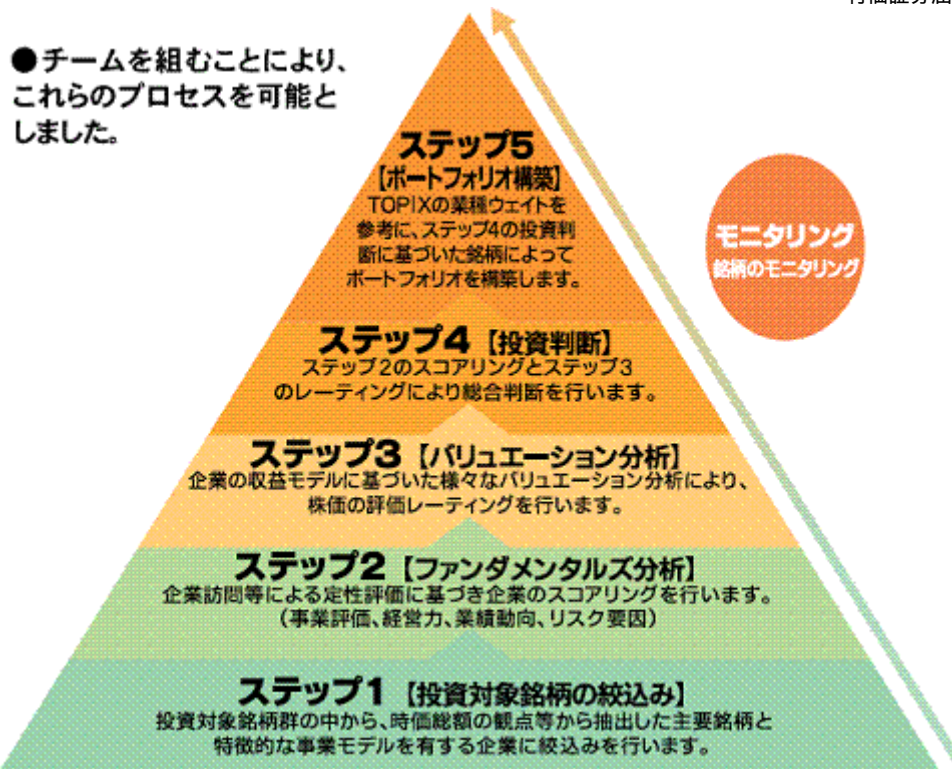 ●チームを組むことにより、
これらのプロセスを可能と
しました。
ステップ5
【ポートフォリオ構築】
TOPIXの業種ウェイトを
参考に、ステップ4の投資判
断に基づいた銘柄によって
ポートフォリオを構築します。
モニタリング
銘柄のモニタリング
ステップ4【投資判断】
ステップ2のスコアリングとステップ3
のレーティングにより総合判断を行います。
ステップ3【バリュエーション分析】
企業の収益モデルに基づいた様々なバリュエーション分析により、
株価の評価レーティングを行います。
ステップ2【ファンダメンタルズ分析】
企業訪問等による定性評価に基づき企業のスコアリングを行います。
(事業評価、経営力、業績動向、リスク要因)
ステップ1【投資対象銘柄の絞込み】
投資対象銘柄群の中から、時価総額の観点等から抽出した主要銘柄と
特徴的な事業モデルを有する企業に絞込みを行います。